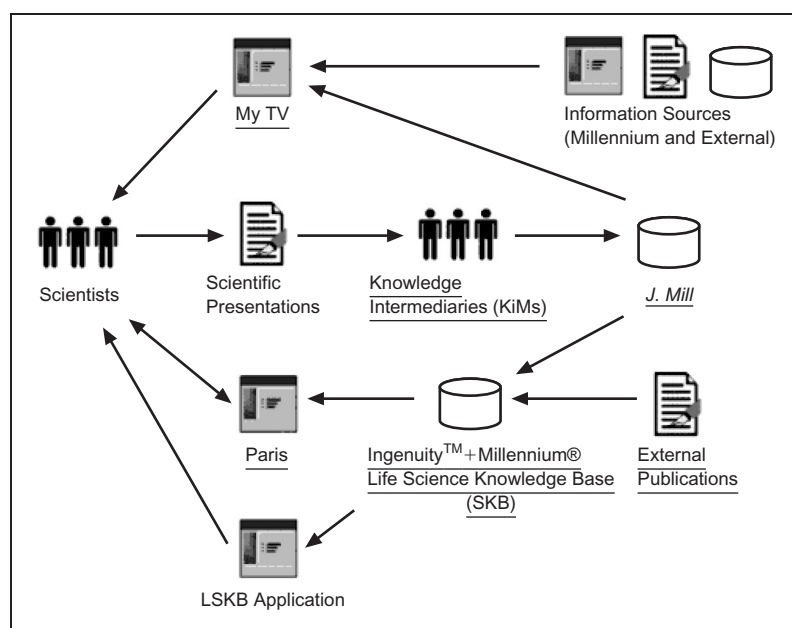 My TV
Information Sources
(Millennium and External)
Scientists
Scientific
Presentations
Knowledge
Intermediaries (KiMs)
J. Mill
Paris
Ingenuity™+Millennium®
Life Science Knowledge Base
(SKB)
External
Publications
LSKB Application